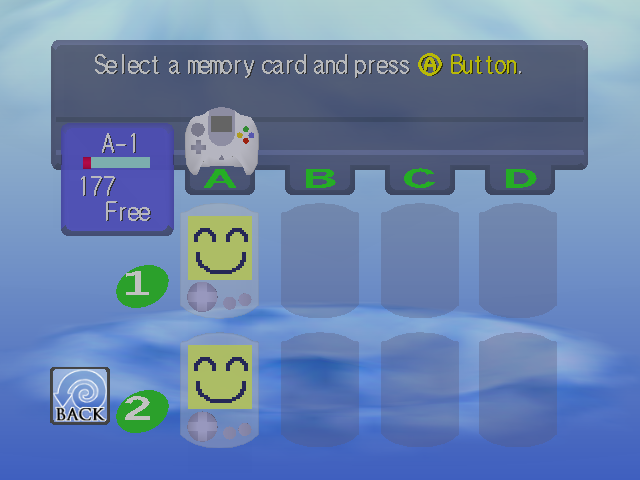 Select a memory card and press A Button.
A-1
177
Free
A B C D
1
2
BACK